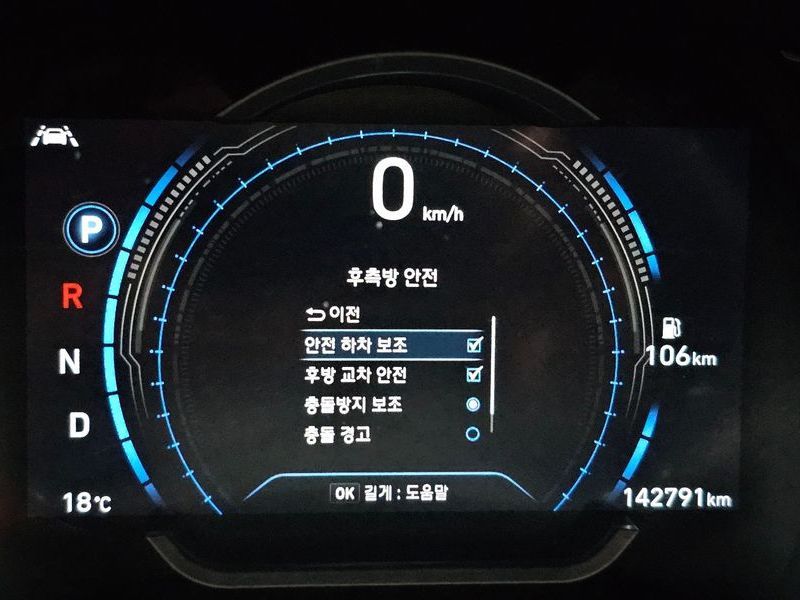 0 km/h
P
R
N
D
후측방 안전
이전
안전 하차 보조
후방 교차 안전
충돌방지 보조
충돌 경고
OK 길게 : 도움말
106km
18℃
142791km